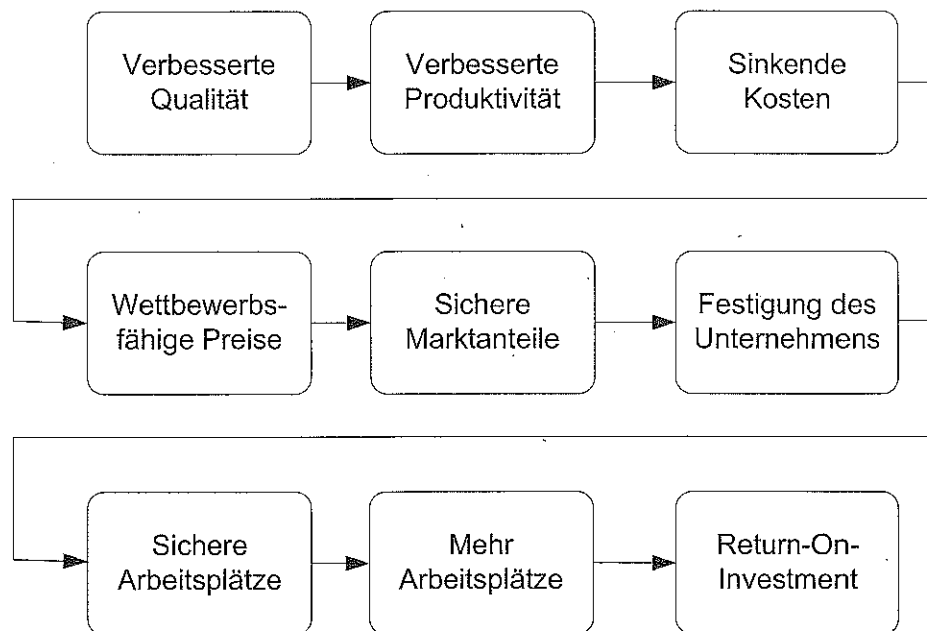 Verbesserte
Qualität
Verbesserte
Produktivität
Sinkende
Kosten
Wettbewerbs-
fähige Preise
Sichere
Marktanteile
Festigung des
Unternehmens
Sichere
Arbeitsplätze
Mehr
Arbeitsplätze
Return-On-
Investment